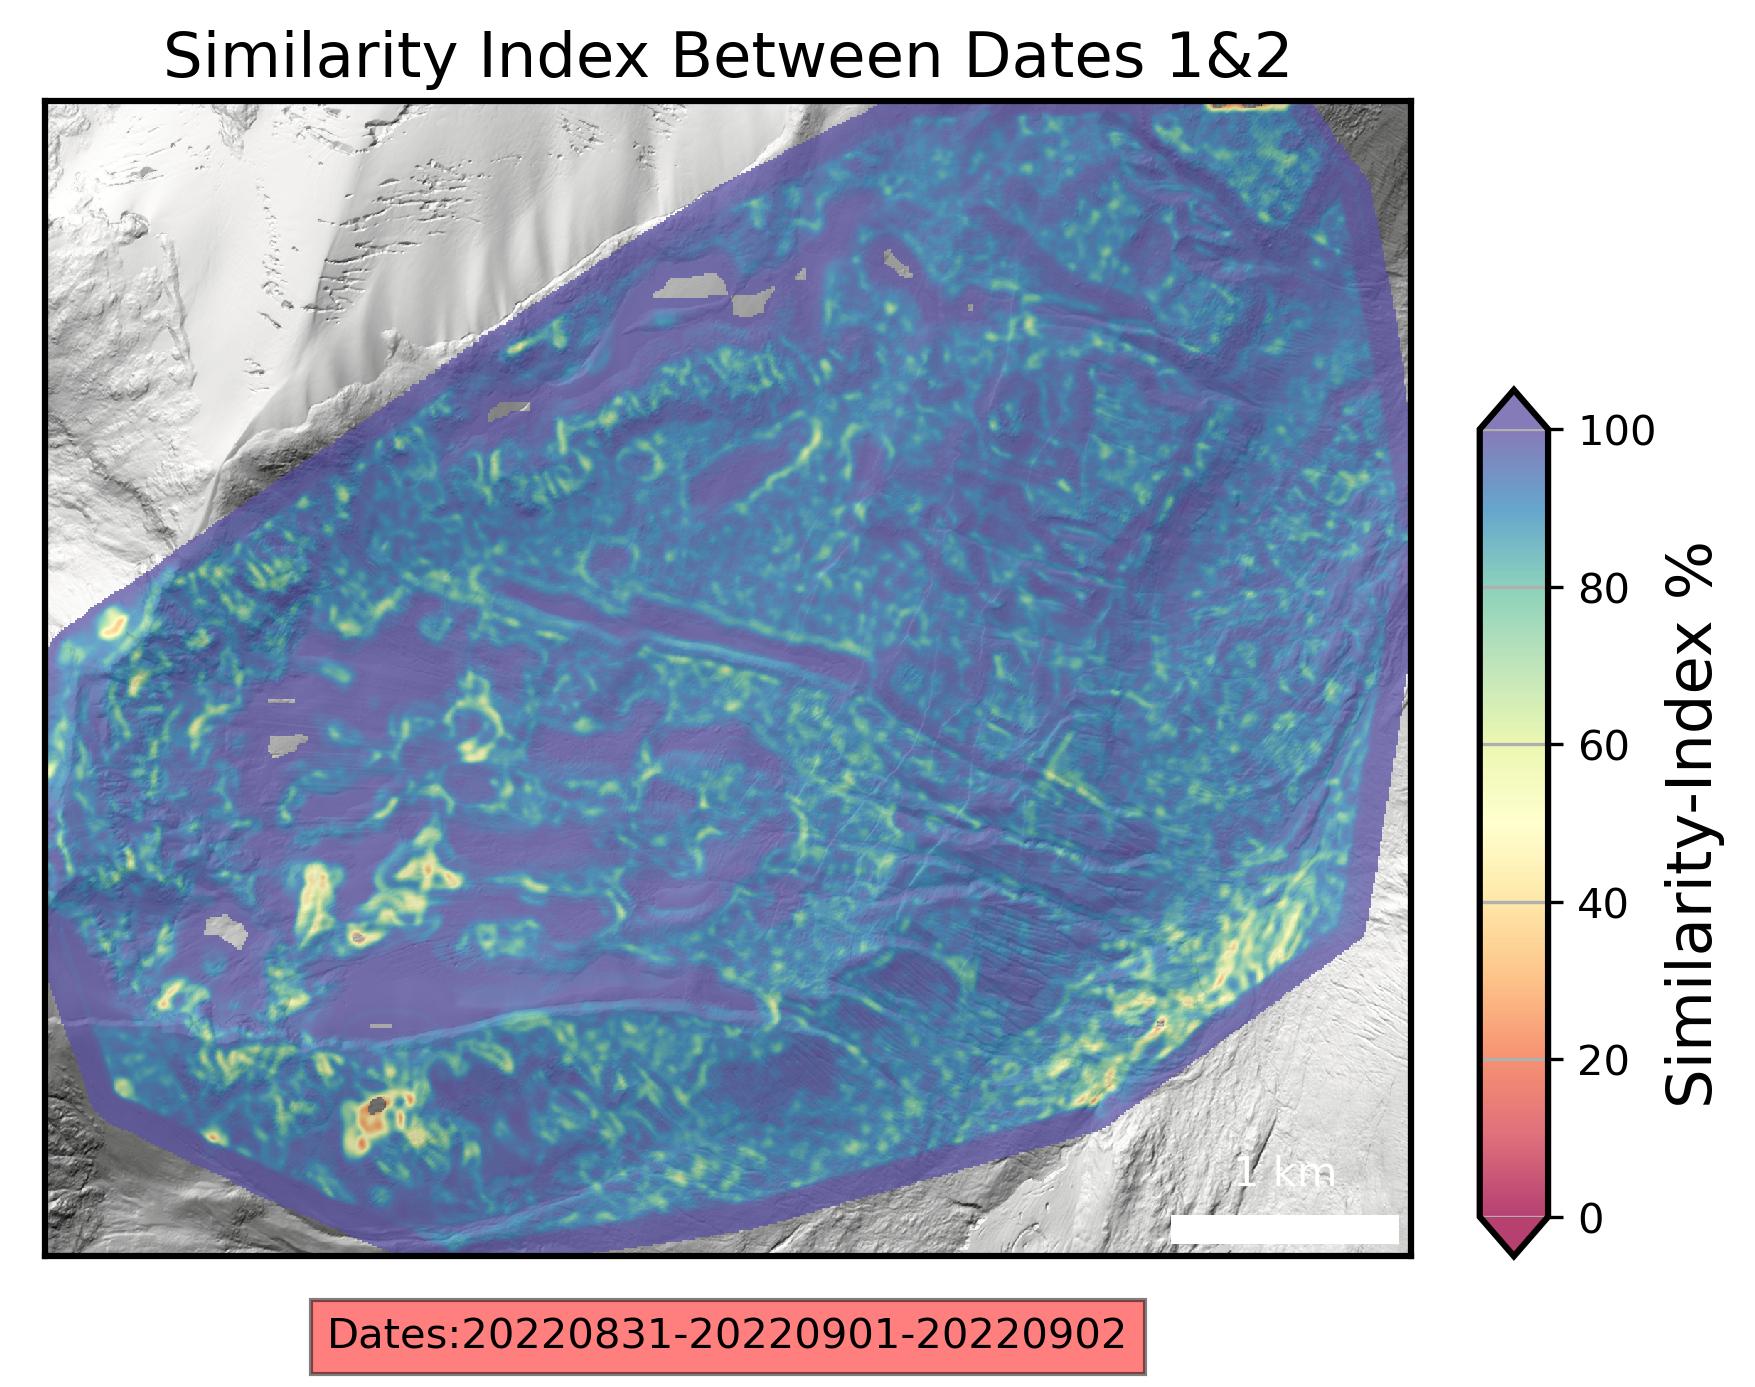 Similarity Index Between Dates 1&2
100
80
60
40
20
0
Similarity-Index %
1 km
Dates:20220831-20220901-20220902